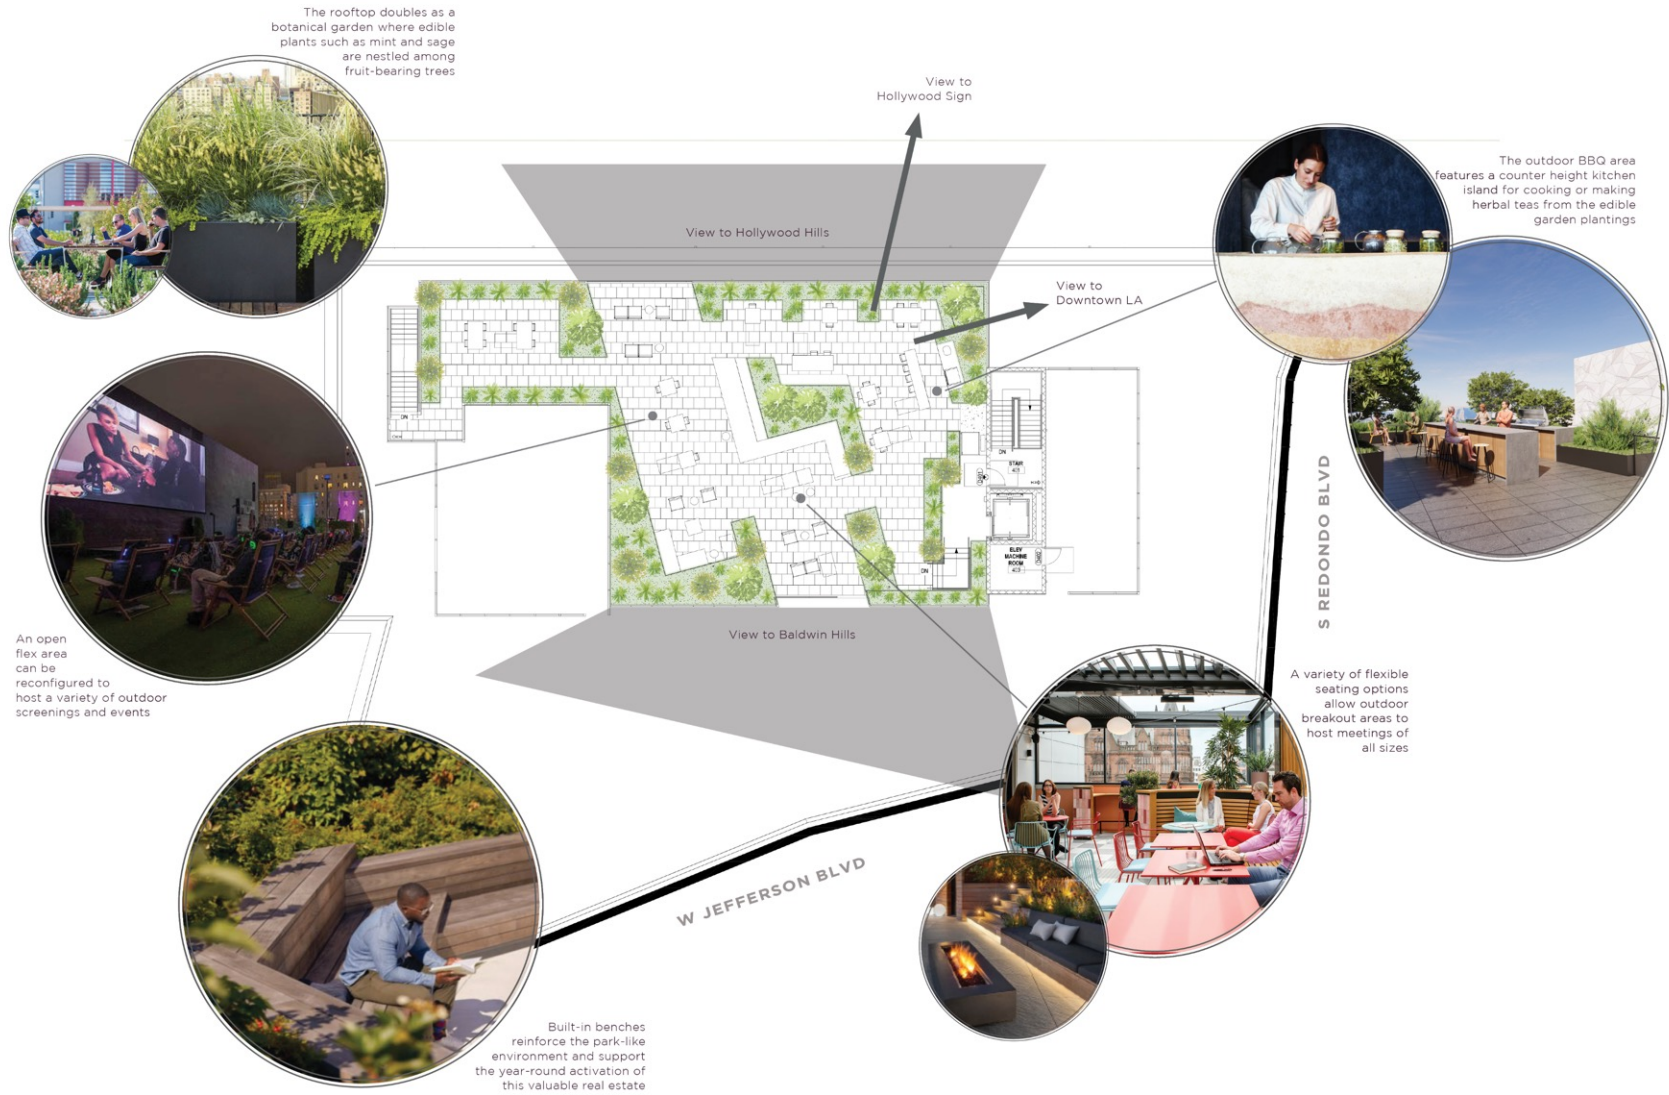 The rooftop doubles as a
botanical garden where edible
plants such as mint and sage
are nestled among
fruit-bearing trees
View to
Hollywood Sign
The outdoor BBQ area
features a counter height kitchen
island for cooking or making
herbal teas from the edible
garden plantings
View to Hollywood Hills
View to
Downtown LA
DN
DN
STAIR
ELEV
MACHINE
ROOM
DN
S REDONDO BLVD
View to Baldwin Hills
An open
flex area
can be
reconfigured to
host a variety of outdoor
screenings and events
A variety of flexible
seating options
allow outdoor
breakout areas to
host meetings of
all sizes
W JEFFERSON BLVD
Built-in benches
reinforce the park-like
environment and support
the year-round activation of
this valuable real estate